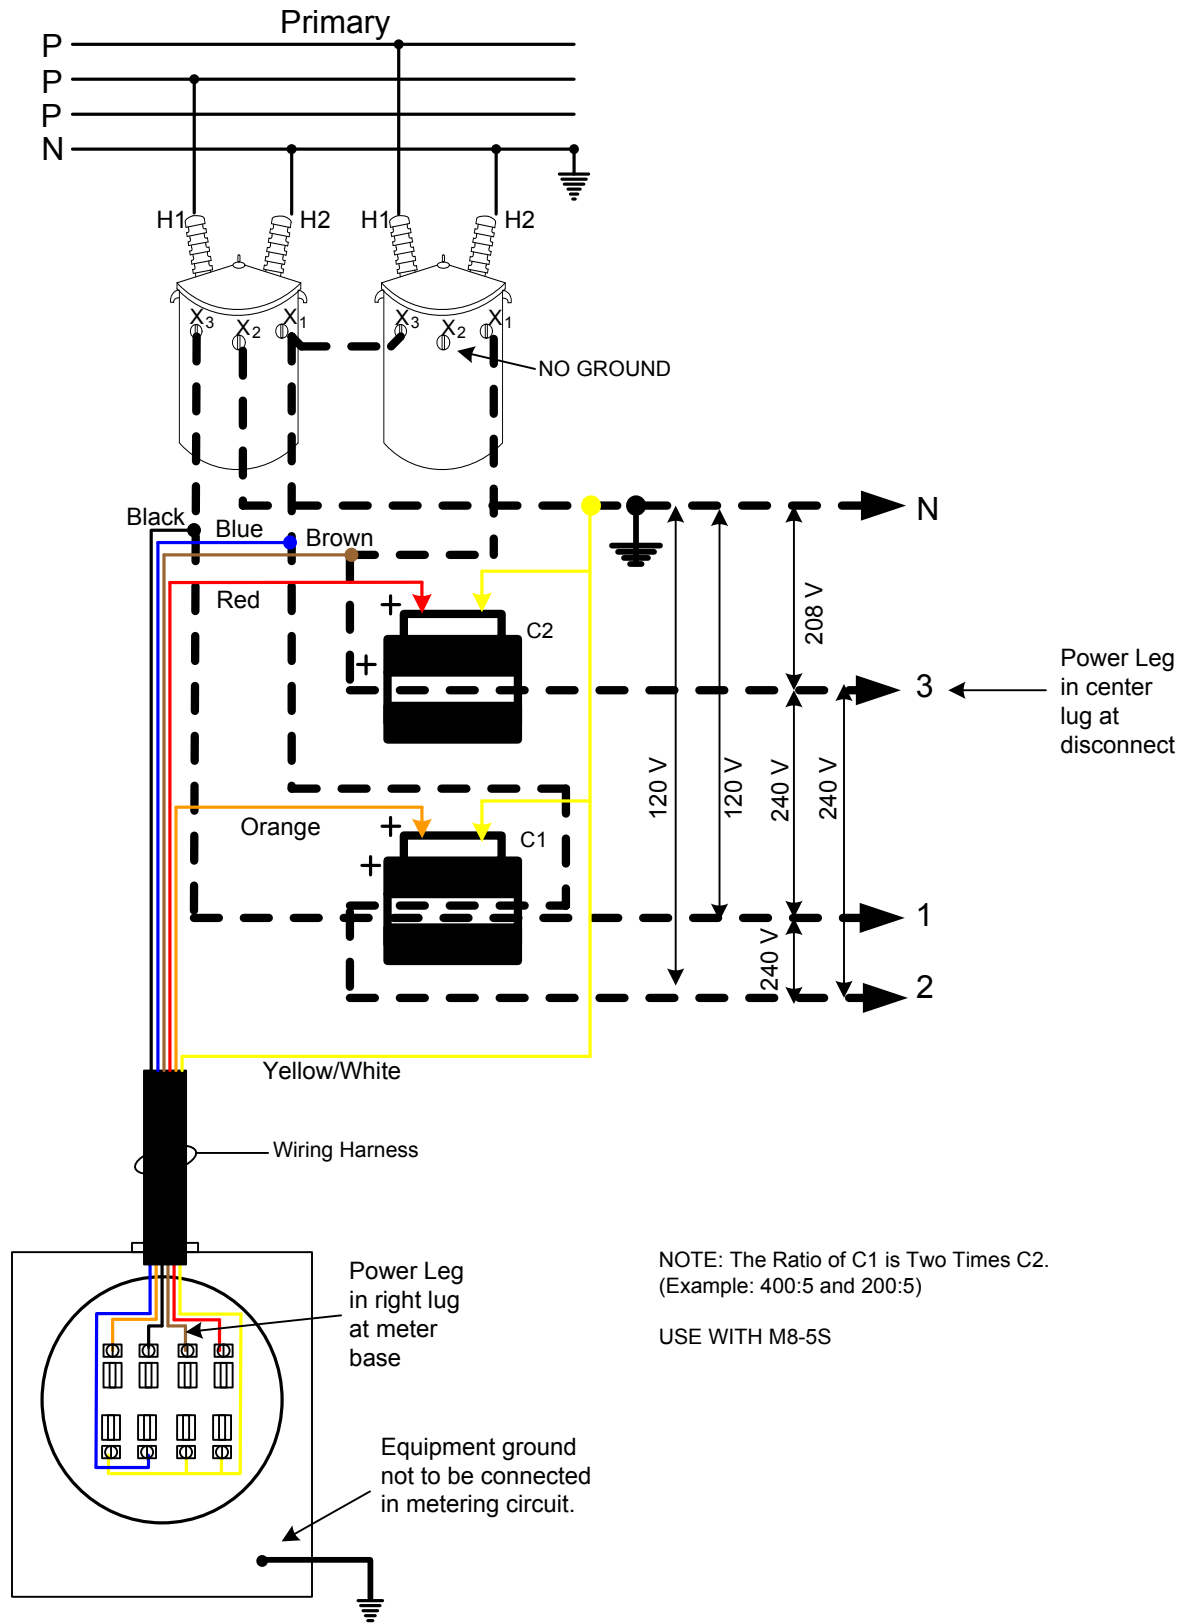 Primary
P
P
P
N
H1
H2
H1
H2
X3
X2
X1
X3
X2
X1
NO GROUND
N
Black
Blue
Brown
Red
+
C2
+
208 V
3
Power Leg
in center
lug at
disconnect
120 V
120 V
240 V
240 V
Orange
+
C1
+
1
240 V
2
Yellow/White
Wiring Harness
NOTE: The Ratio of C1 is Two Times C2.
(Example: 400:5 and 200:5)
USE WITH M8-5S
Power Leg
in right lug
at meter
base
Equipment ground
not to be connected
in metering circuit.